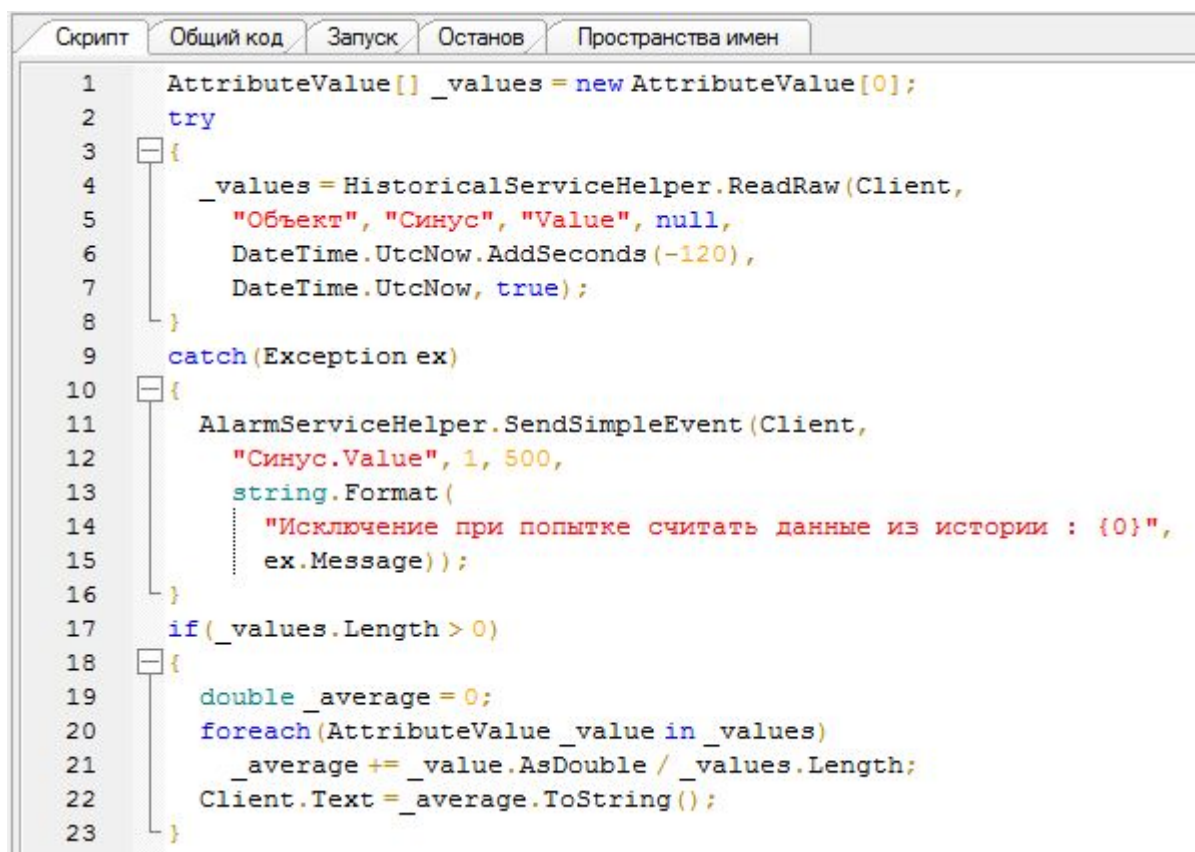 Скрипт Общий код Запуск Останов Пространства имен
1 AttributeValue[] _values = new AttributeValue[0];
2 try
3 {
4 _values = HistoricalServiceHelper.ReadRaw(Client,
5 "Объект", "Синус", "Value", null,
6 DateTime.UtcNow.AddSeconds(-120),
7 DateTime.UtcNow, true);
8 }
9 catch(Exception ex)
10 {
11 AlarmServiceHelper.SendSimpleEvent(Client,
12 "Синус.Value", 1, 500,
13 string.Format(
14 "Исключение при попытке считать данные из истории : {0}",
15 ex.Message));
16 }
17 if(_values.Length > 0)
18 {
19 double _average = 0;
20 foreach(AttributeValue _value in _values)
21 _average += _value.AsDouble / _values.Length;
22 Client.Text = _average.ToString();
23 }